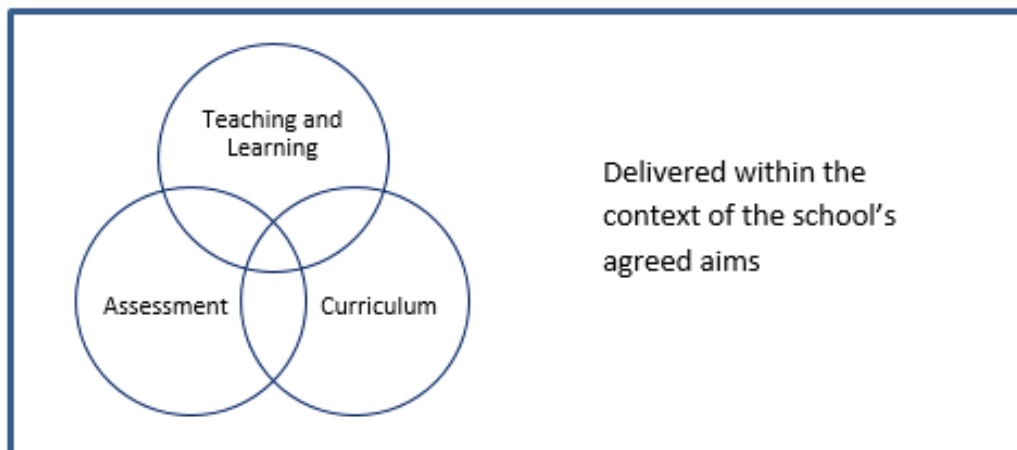 Teaching and
Learning
Delivered within the
context of the school’s
agreed aims
Assessment
Curriculum